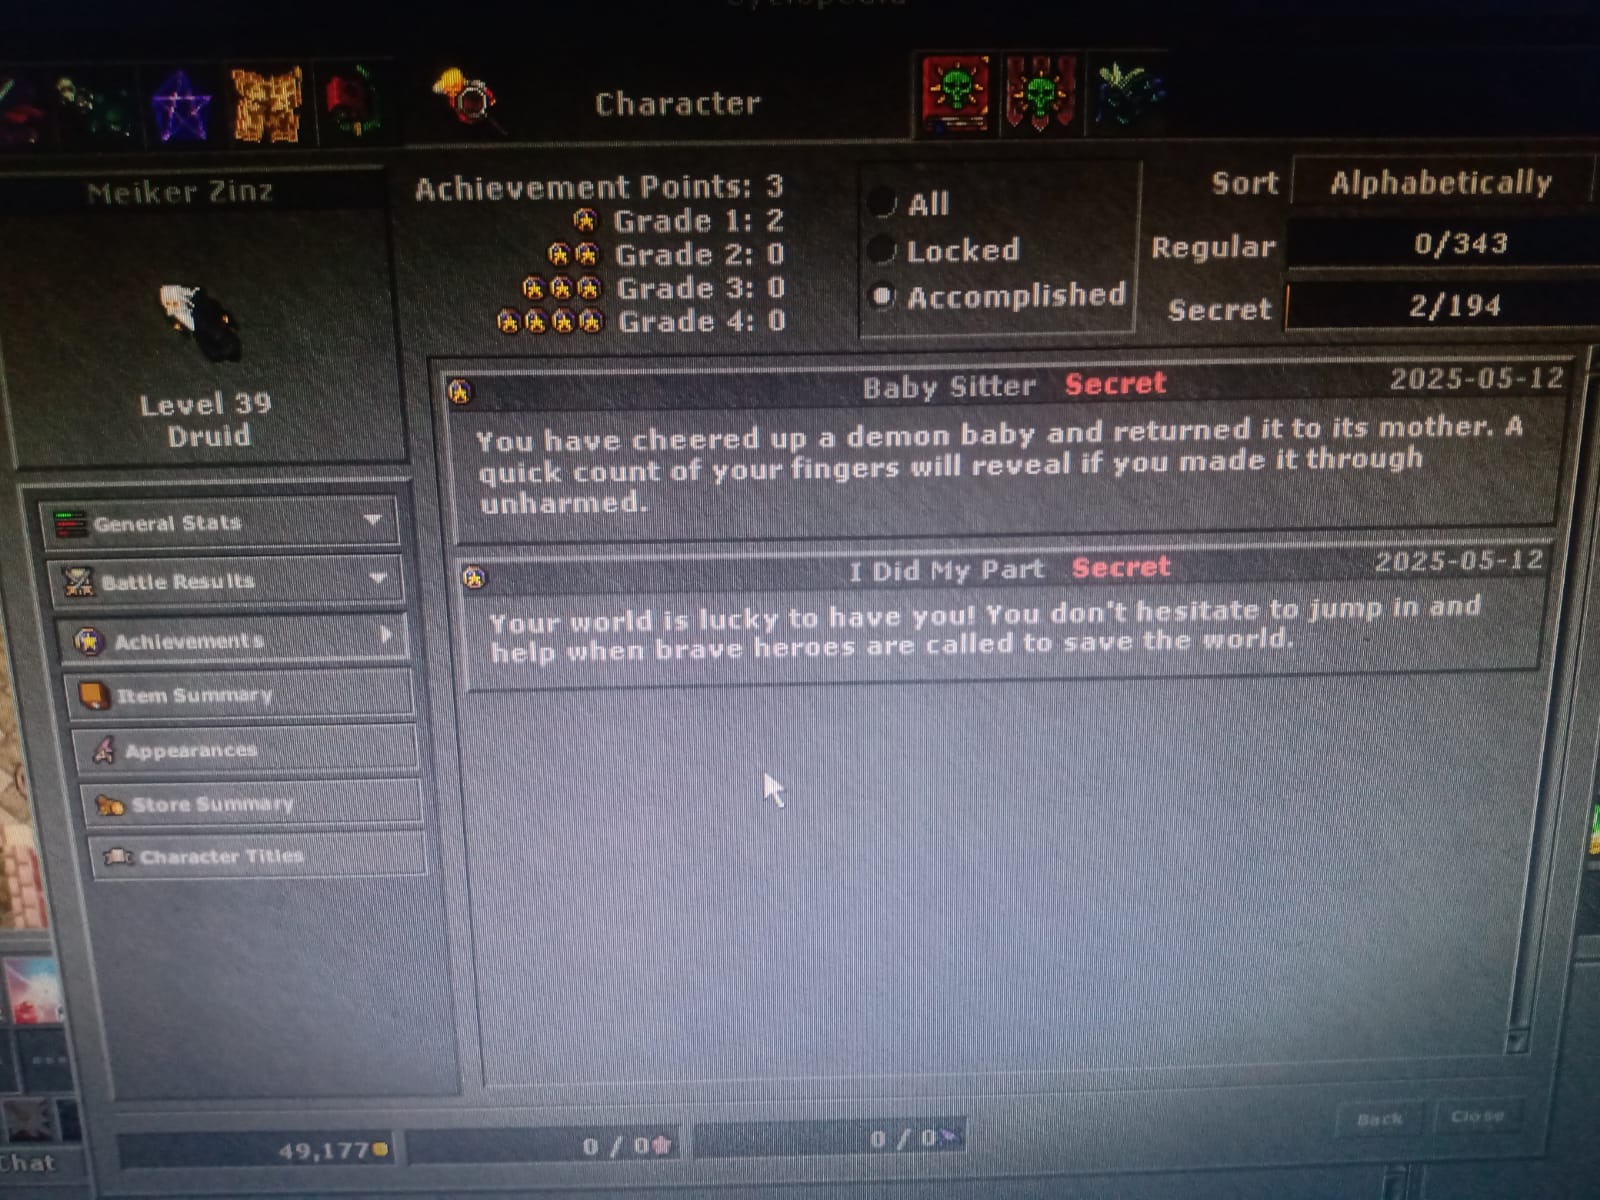 Character
Meiker Zinz
Level 39
Druid
General Stats
Battle Results
Achievements
Item Summary
Appearances
Store Summary
Character Titles
Achievement Points: 3
Grade 1: 2
Grade 2: 0
Grade 3: 0
Grade 4: 0
All
Locked
Accomplished
Sort Alphabetically
Regular 0/343
Secret 2/194
Baby Sitter Secret 2025-05-12
You have cheered up a demon baby and returned it to its mother. A
quick count of your fingers will reveal if you made it through
unharmed.
I Did My Part Secret 2025-05-12
Your world is lucky to have you! You don't hesitate to jump in and
help when brave heroes are called to save the world.
49,177
0 / 0
0 / 0
Back Close
Chat